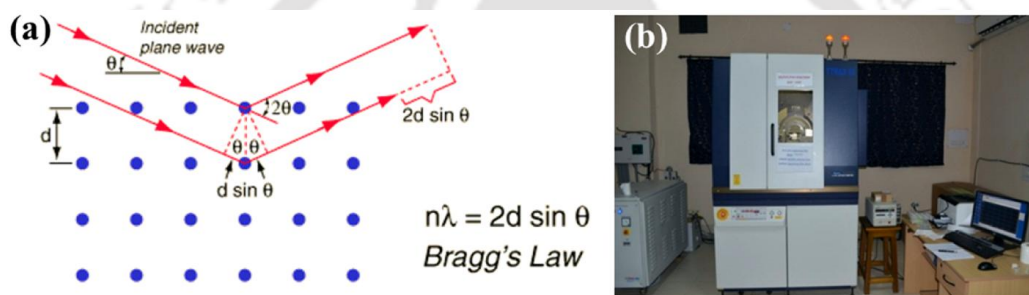 (a)
Incident
plane wave
θ
2θ
d
θ θ
d sin θ
2d sin θ
nλ = 2d sin θ
Bragg's Law
(b)